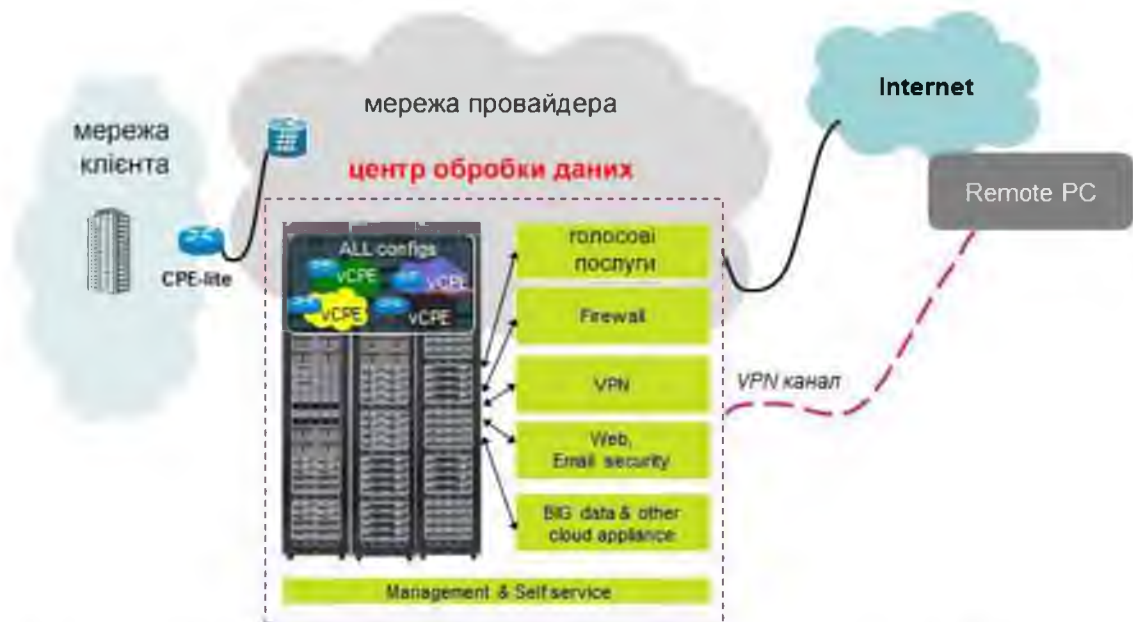 мережа провайдера
Internet
мережа
клієнта
центр обробки даних
Remote PC
CPE-lite
ALL configs
vCPE
vCPE
vCPE
vCPE
голосові
послуги
Firewall
VPN
VPN канал
Web,
Email security
BIG data & other
cloud appliance
Management & Self service